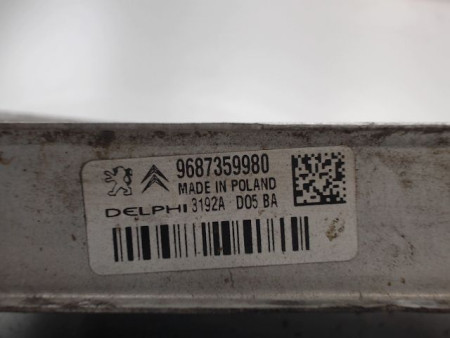 9687359980
MADE IN POLAND
DELPHI 3192A D05 BA